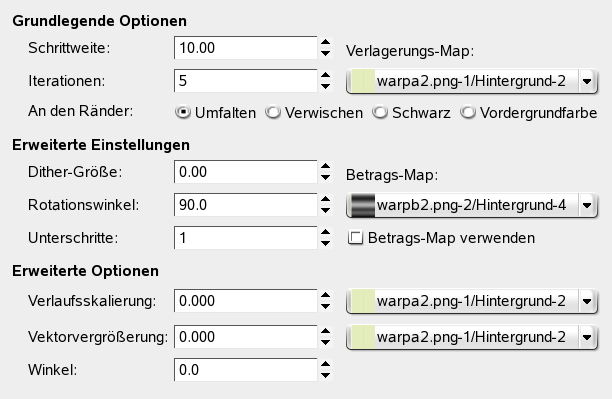 Grundlegende Optionen
Schrittweite: 10.00 Verlagerungs-Map:
Iterationen: 5 warpa2.png-1/Hintergrund-2
An den Ränder: Umfalten Verwischen Schwarz Vordergrundfarbe
Erweiterte Einstellungen
Dither-Größe: 0.00 Betrags-Map:
Rotationswinkel: 90.0 warpb2.png-2/Hintergrund-4
Unterschritte: 1 Betrags-Map verwenden
Erweiterte Optionen
Verlaufsskalierung: 0.000 warpa2.png-1/Hintergrund-2
Vektorvergrößerung: 0.000 warpa2.png-1/Hintergrund-2
Winkel: 0.0